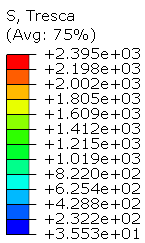 S, Tresca
(Avg: 75%)
+2.395e+03
+2.198e+03
+2.002e+03
+1.805e+03
+1.609e+03
+1.412e+03
+1.215e+03
+1.019e+03
+8.220e+02
+6.254e+02
+4.288e+02
+2.322e+02
+3.553e+01